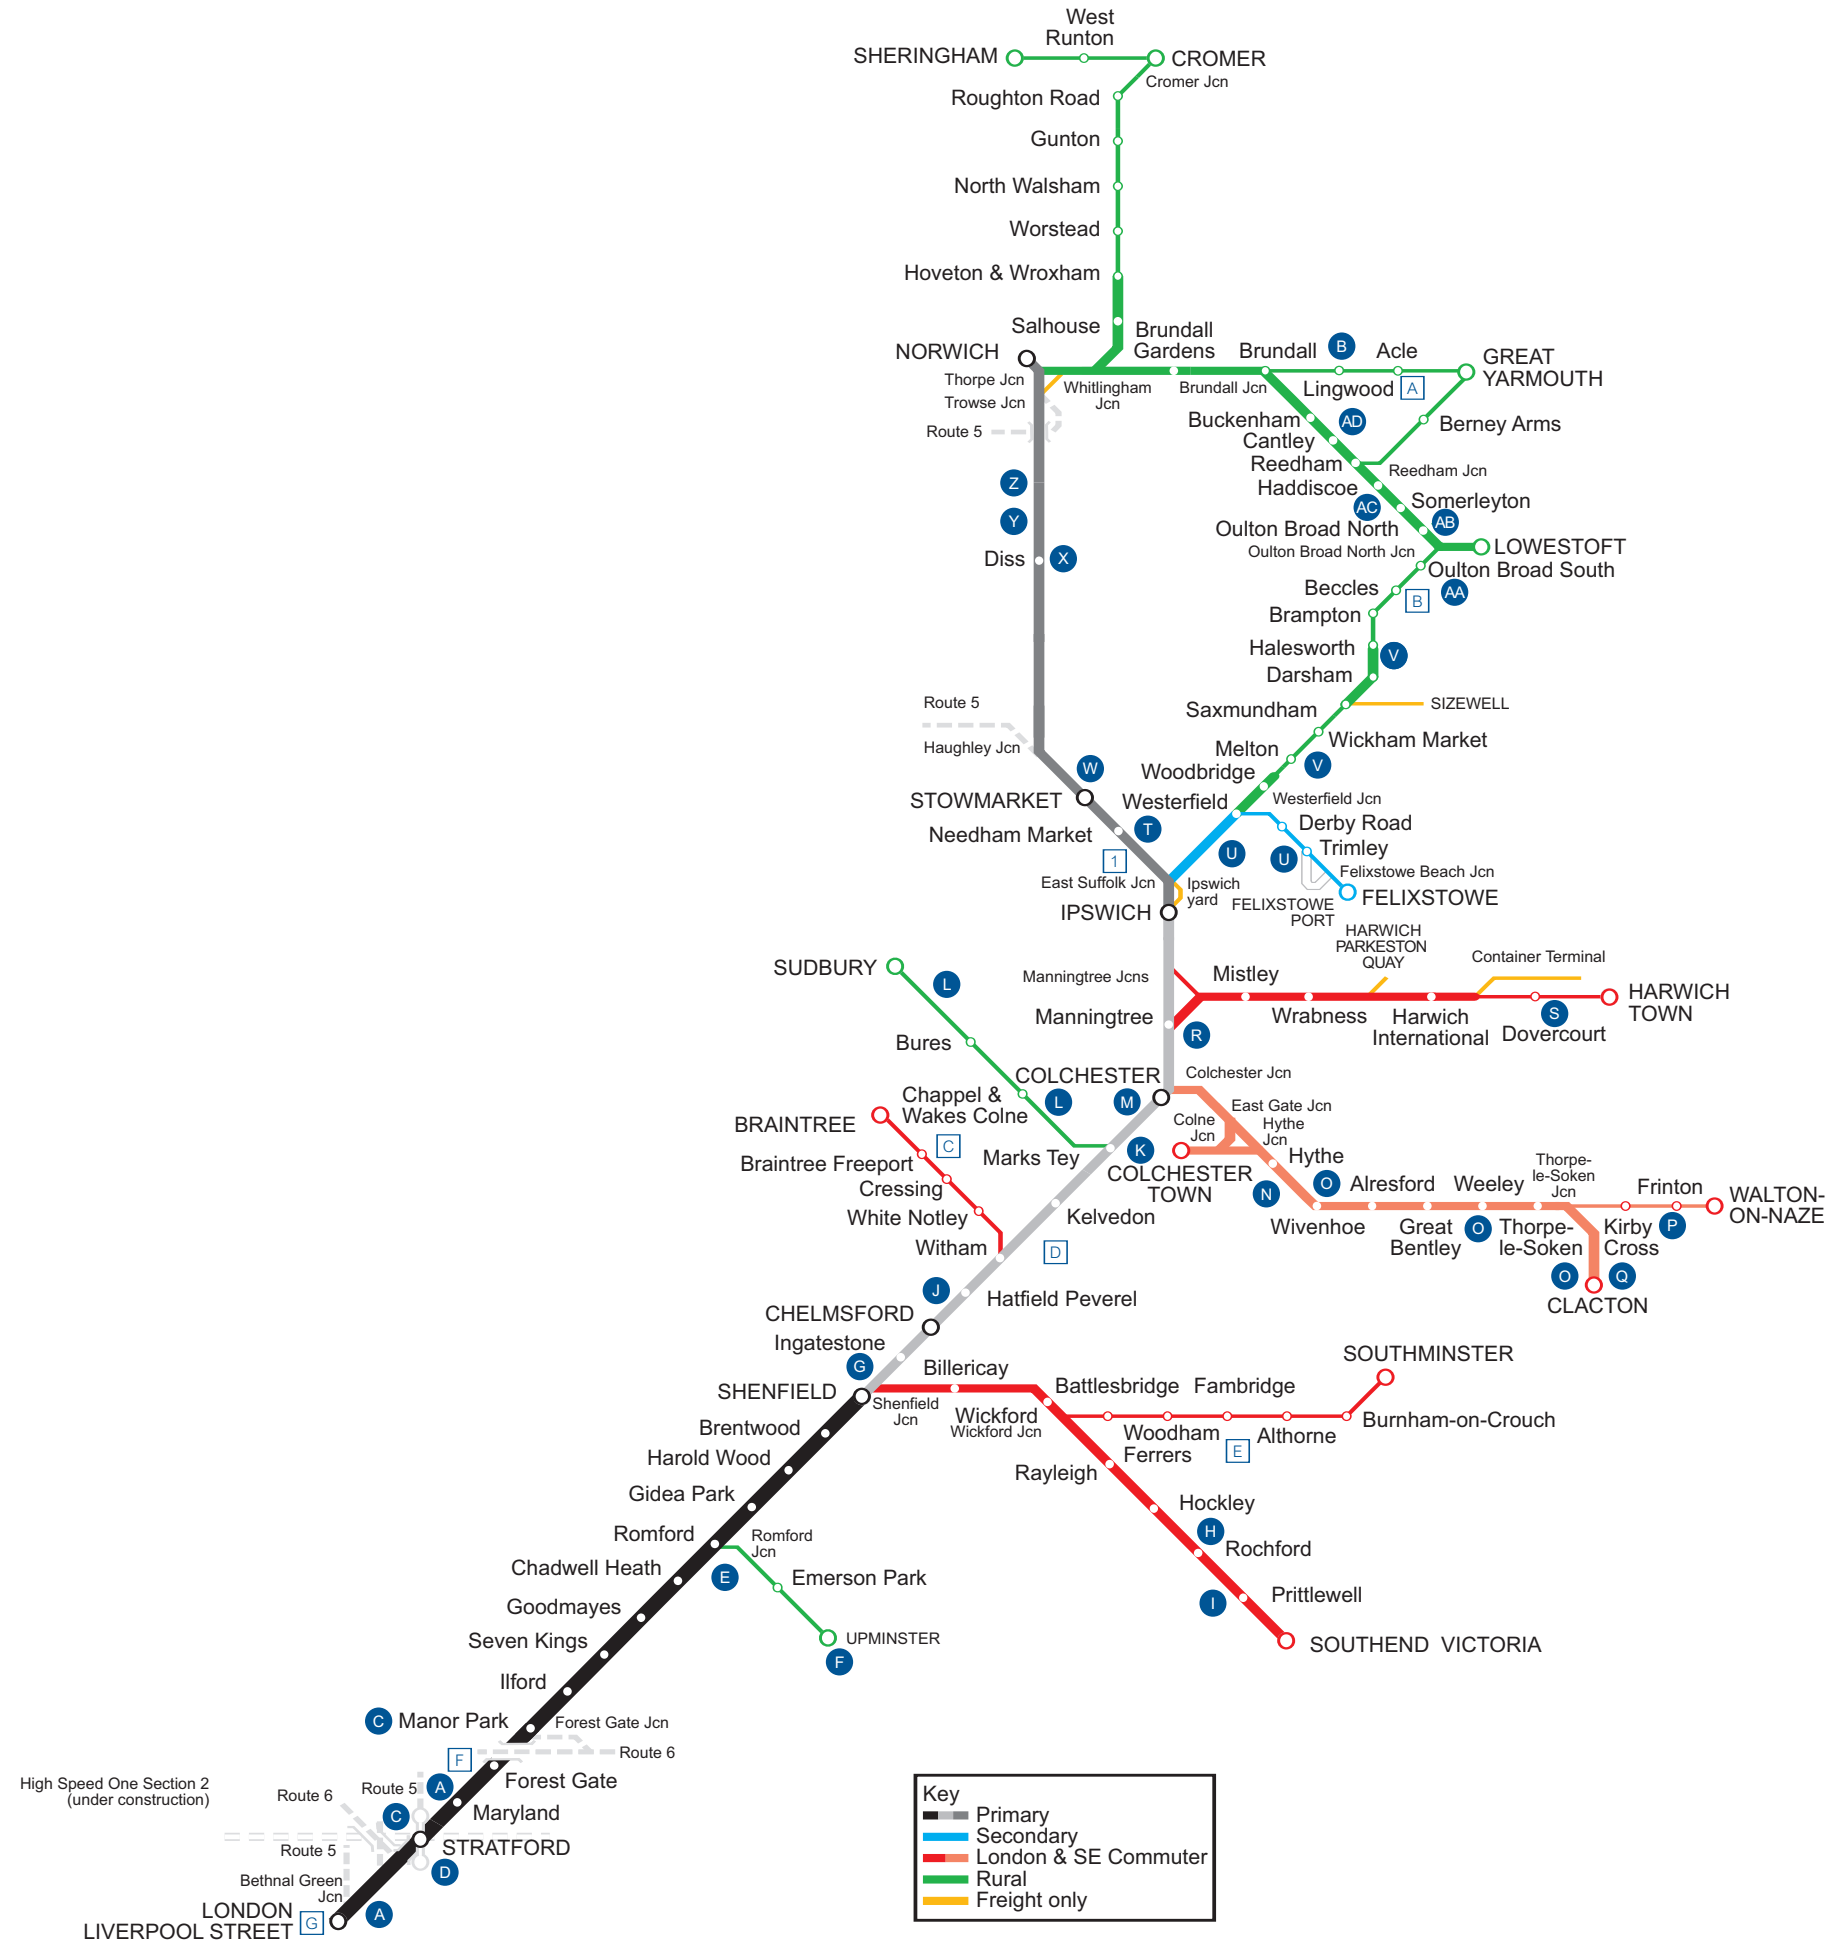 West
Runton
SHERINGHAM
CROMER
Cromer Jcn
Roughton Road
Gunton
North Walsham
Worstead
Hoveton & Wroxham
Salhouse
Brundall
Gardens
Brundall
B
Acle
GREAT
YARMOUTH
NORWICH
Thorpe Jcn
Whitlingham
Jcn
Brundall Jcn
Lingwood
A
Trowse Jcn
Route 5
Buckenham
AD
Berney Arms
Cantley
Reedham
Reedham Jcn
Haddiscoe
Somerleyton
AC
AB
Z
Y
Oulton Broad North
Oulton Broad North Jcn
LOWESTOFT
Diss
X
Oulton Broad South
Beccles
B
AA
Brampton
Halesworth
V
Darsham
Route 5
Saxmundham
SIZEWELL
Haughley Jcn
Wickham Market
Melton
W
Woodbridge
V
STOWMARKET
Westerfield
Westerfield Jcn
Needham Market
T
Derby Road
Trimley
1
U
U
Felixstowe Beach Jcn
East Suffolk Jcn
Ipswich
yard
FELIXSTOWE
PORT
FELIXSTOWE
IPSWICH
HARWICH
PARKESTON
QUAY
Container Terminal
SUDBURY
L
Manningtree Jcns
Mistley
HARWICH
TOWN
Manningtree
R
Wrabness
Harwich
International
S
Dovercourt
Bures
COLCHESTER
Colchester Jcn
Chappel &
Wakes Colne
L
M
East Gate Jcn
Colne
Jcn
Hythe
Jcn
BRAINTREE
C
Marks Tey
K
COLCHESTER
TOWN
Hythe
Braintree Freeport
Cressing
N
O
Alresford
Weeley
Thorpe-
le-Soken
Jcn
Frinton
WALTON-
ON-NAZE
White Notley
Kelvedon
Wivenhoe
Great
Bentley
O
Thorpe-
le-Soken
Kirby
Cross
P
Witham
D
O
Q
CLACTON
J
Hatfield Peverel
CHELMSFORD
Ingatestone
G
Billericay
SOUTHMINSTER
SHENFIELD
Shenfield
Jcn
Battlesbridge
Fambridge
Wickford
Wickford Jcn
Burnham-on-Crouch
Brentwood
Woodham
Ferrers
E
Althorne
Harold Wood
Rayleigh
Gidea Park
Hockley
H
Romford
Romford
Jcn
Rochford
Chadwell Heath
E
Emerson Park
Prittlewell
I
Goodmayes
Seven Kings
UPMINSTER
F
SOUTHEND VICTORIA
Ilford
C
Manor Park
Forest Gate Jcn
F
Route 6
High Speed One Section 2
(under construction)
Route 6
Route 5
A
Forest Gate
C
Maryland
Route 5
STRATFORD
D
Bethnal Green
Jcn
LONDON
LIVERPOOL STREET
G
A
Key
Primary
Secondary
London & SE Commuter
Rural
Freight only